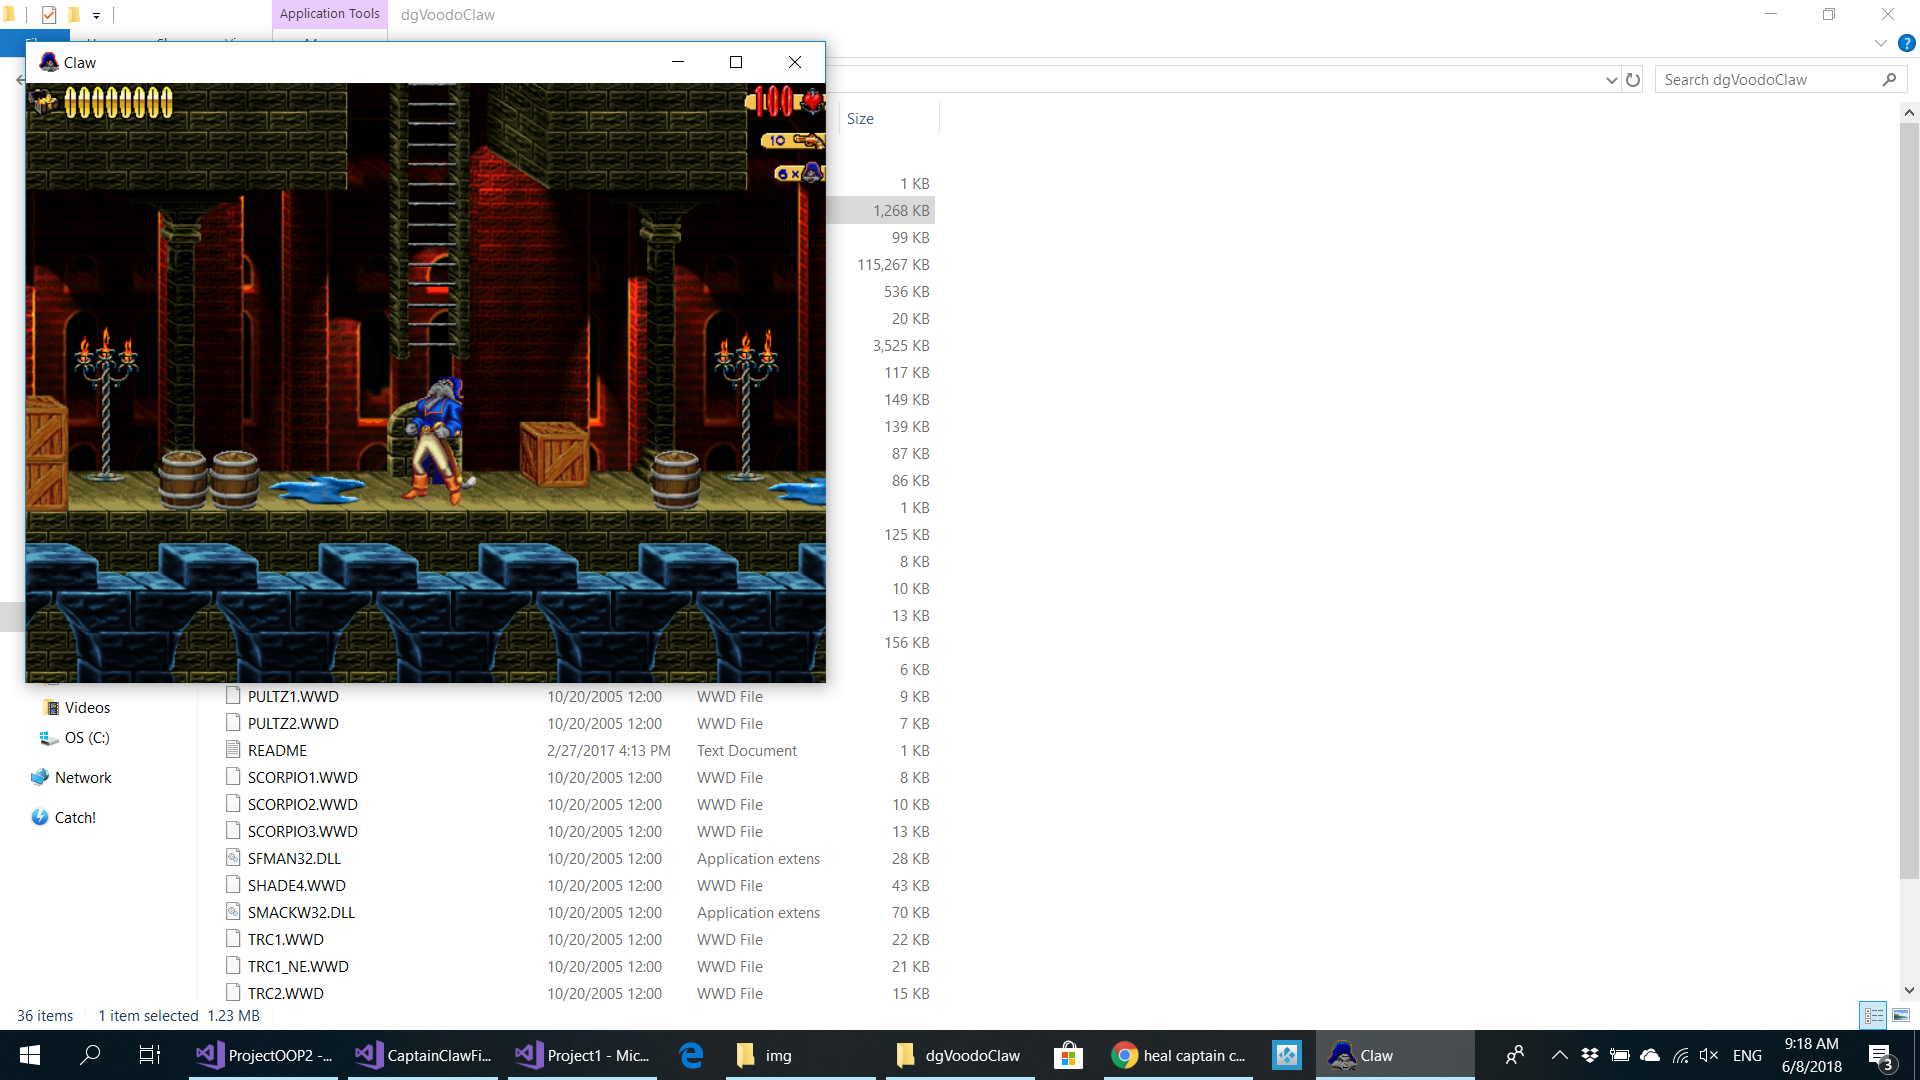 Application Tools
dgVoodoClaw
Claw
Search dgVoodoClaw
00000000
100
10
6 x
Size
1 KB
1,268 KB
99 KB
115,267 KB
536 KB
20 KB
3,525 KB
117 KB
149 KB
139 KB
87 KB
86 KB
1 KB
125 KB
8 KB
10 KB
13 KB
156 KB
6 KB
Videos
OS (C:)
Network
Catch!
PULTZ1.WWD 10/20/2005 12:00 WWD File 9 KB
PULTZ2.WWD 10/20/2005 12:00 WWD File 7 KB
README 2/27/2017 4:13 PM Text Document 1 KB
SCORPIO1.WWD 10/20/2005 12:00 WWD File 8 KB
SCORPIO2.WWD 10/20/2005 12:00 WWD File 10 KB
SCORPIO3.WWD 10/20/2005 12:00 WWD File 13 KB
SFMAN32.DLL 10/20/2005 12:00 Application extens 28 KB
SHADE4.WWD 10/20/2005 12:00 WWD File 43 KB
SMACKW32.DLL 10/20/2005 12:00 Application extens 70 KB
TRC1.WWD 10/20/2005 12:00 WWD File 22 KB
TRC1_NE.WWD 10/20/2005 12:00 WWD File 21 KB
TRC2.WWD 10/20/2005 12:00 WWD File 15 KB
36 items 1 item selected 1.23 MB
ProjectOOP2 -... CaptainClawFi... Project1 - Mic... img dgVoodoClaw heal captain c... Claw ENG
9:18 AM
6/8/2018
3